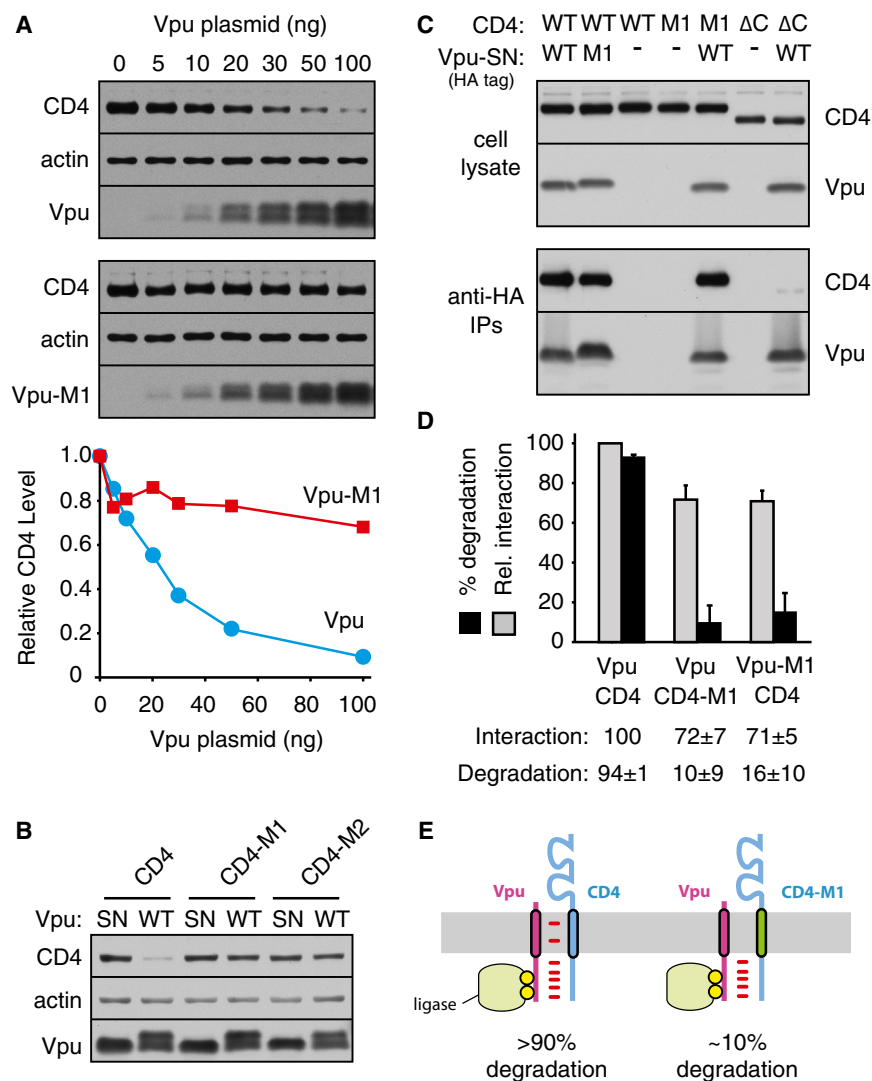 A
Vpu plasmid (ng)
0 5 10 20 30 50 100
CD4
actin
Vpu
CD4
actin
Vpu-M1
Relative CD4 Level
1.0
0.8
0.6
0.4
0.2
0
Vpu-M1
Vpu
0 20 40 60 80 100
Vpu plasmid (ng)
B
CD4 CD4-M1 CD4-M2
Vpu: SN WT SN WT SN WT
CD4
actin
Vpu
C
CD4: WT WT WT M1 M1 ΔC ΔC
Vpu-SN: WT M1 - - WT - WT
(HA tag)
cell
lysate
CD4
Vpu
anti-HA
IPs
CD4
Vpu
D
% degradation
Rel. interaction
100
80
60
40
20
0
Vpu Vpu Vpu-M1
CD4 CD4-M1 CD4
Interaction: 100 72±7 71±5
Degradation: 94±1 10±9 16±10
E
Vpu CD4 Vpu CD4-M1
ligase
>90% ~10%
degradation degradation